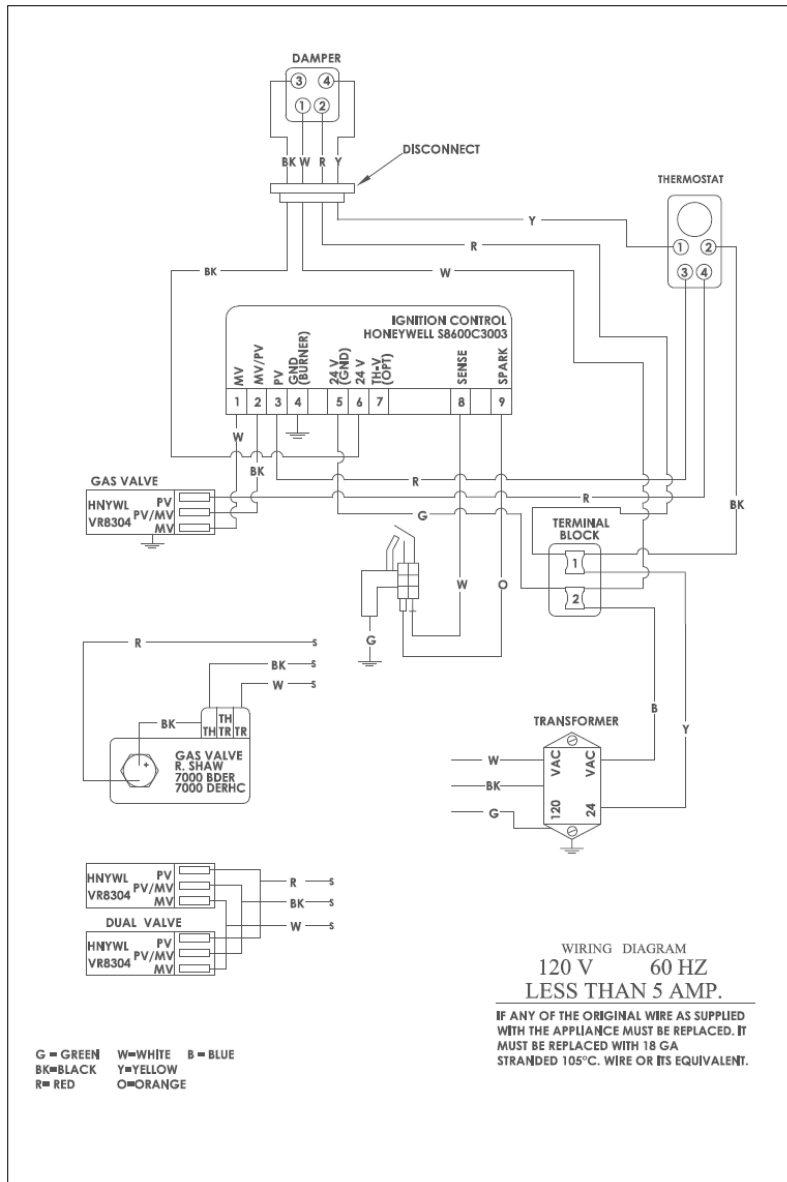 DAMPER
3 4
1 2
BK W R Y
DISCONNECT
THERMOSTAT
Y
1 2
R
3 4
BK
W
IGNITION CONTROL
HONEYWELL S8600C3003
MV
MV/PV
PV
GND
(BURNER)
24 V
(GND)
24 V
TH-V
(OPT)
SENSE
SPARK
1 2 3 4 5 6 7 8 9
W
BK
R
GAS VALVE
HNYWL
VR8304
PV
PV/MV
MV
R
BK
G
TERMINAL
BLOCK
1
2
W
O
G
R S
BK S
W S
BK
TH TH TR TR
GAS VALVE
R. SHAW
7000 BDER
7000 DERHC
+
B
Y
TRANSFORMER
W
BK
G
VAC VAC
120 24
HNYWL
VR8304
PV
PV/MV
MV
R S
BK S
W S
DUAL VALVE
HNYWL
VR8304
PV
PV/MV
MV
WIRING DIAGRAM
120 V 60 HZ
LESS THAN 5 AMP.
IF ANY OF THE ORIGINAL WIRE AS SUPPLIED
WITH THE APPLIANCE MUST BE REPLACED. IT
MUST BE REPLACED WITH 18 GA
STRANDED 105°C. WIRE OR ITS EQUIVALENT.
G = GREEN W=WHITE B = BLUE
BK=BLACK Y=YELLOW
R= RED O=ORANGE